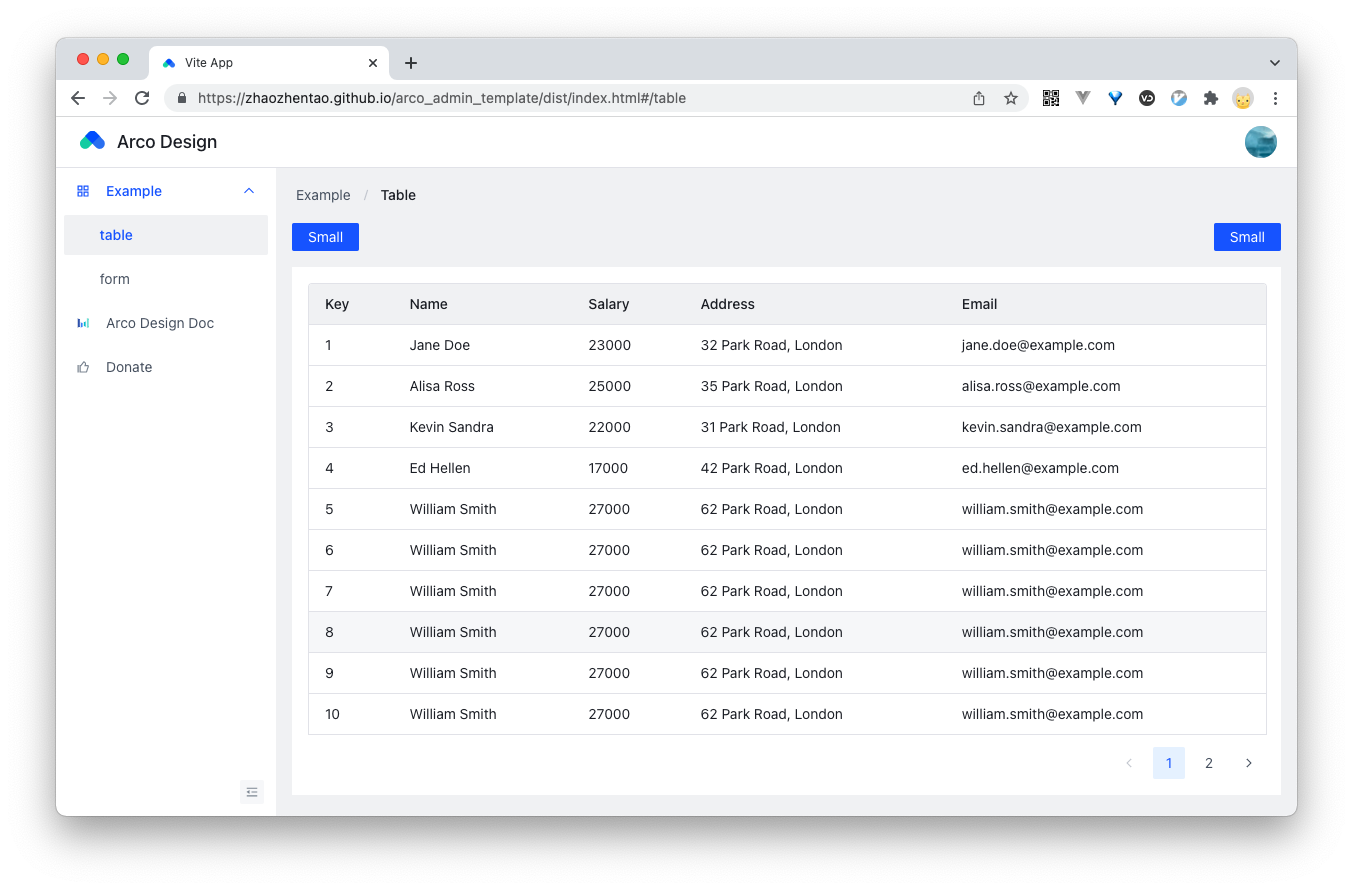 Vite App
https://zhaozhentao.github.io/arco_admin_template/dist/index.html#/table
Arco Design
Example
table
form
Arco Design Doc
Donate
Example / Table
Small Small
Key Name Salary Address Email
1 Jane Doe 23000 32 Park Road, London jane.doe@example.com
2 Alisa Ross 25000 35 Park Road, London alisa.ross@example.com
3 Kevin Sandra 22000 31 Park Road, London kevin.sandra@example.com
4 Ed Hellen 17000 42 Park Road, London ed.hellen@example.com
5 William Smith 27000 62 Park Road, London william.smith@example.com
6 William Smith 27000 62 Park Road, London william.smith@example.com
7 William Smith 27000 62 Park Road, London william.smith@example.com
8 William Smith 27000 62 Park Road, London william.smith@example.com
9 William Smith 27000 62 Park Road, London william.smith@example.com
10 William Smith 27000 62 Park Road, London william.smith@example.com
1 2